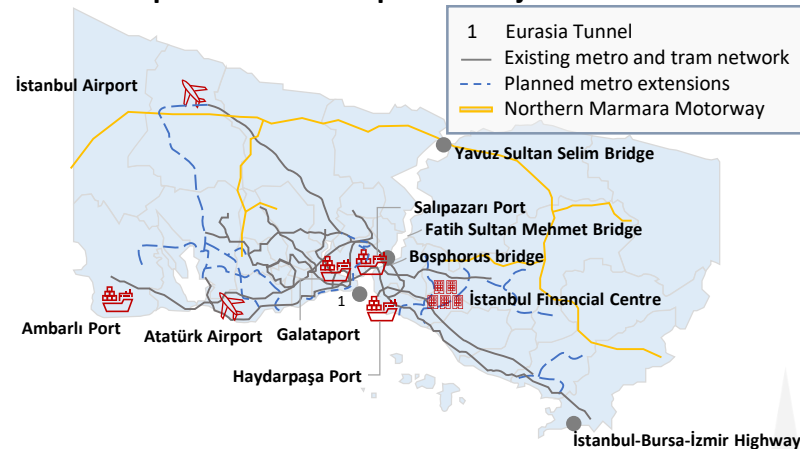 1 Eurasia Tunnel
Existing metro and tram network
Planned metro extensions
Northern Marmara Motorway
İstanbul Airport
Yavuz Sultan Selim Bridge
Salıpazarı Port
Fatih Sultan Mehmet Bridge
Bosphorus bridge
İstanbul Financial Centre
1
Ambarlı Port
Atatürk Airport
Galataport
Haydarpaşa Port
İstanbul-Bursa-İzmir Highway